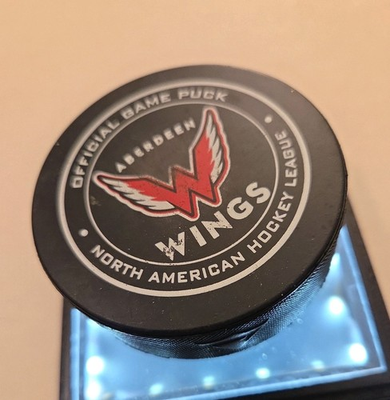 OFFICIAL GAME PUCK
ABERDEEN
W
WINGS
NORTH AMERICAN HOCKEY LEAGUE